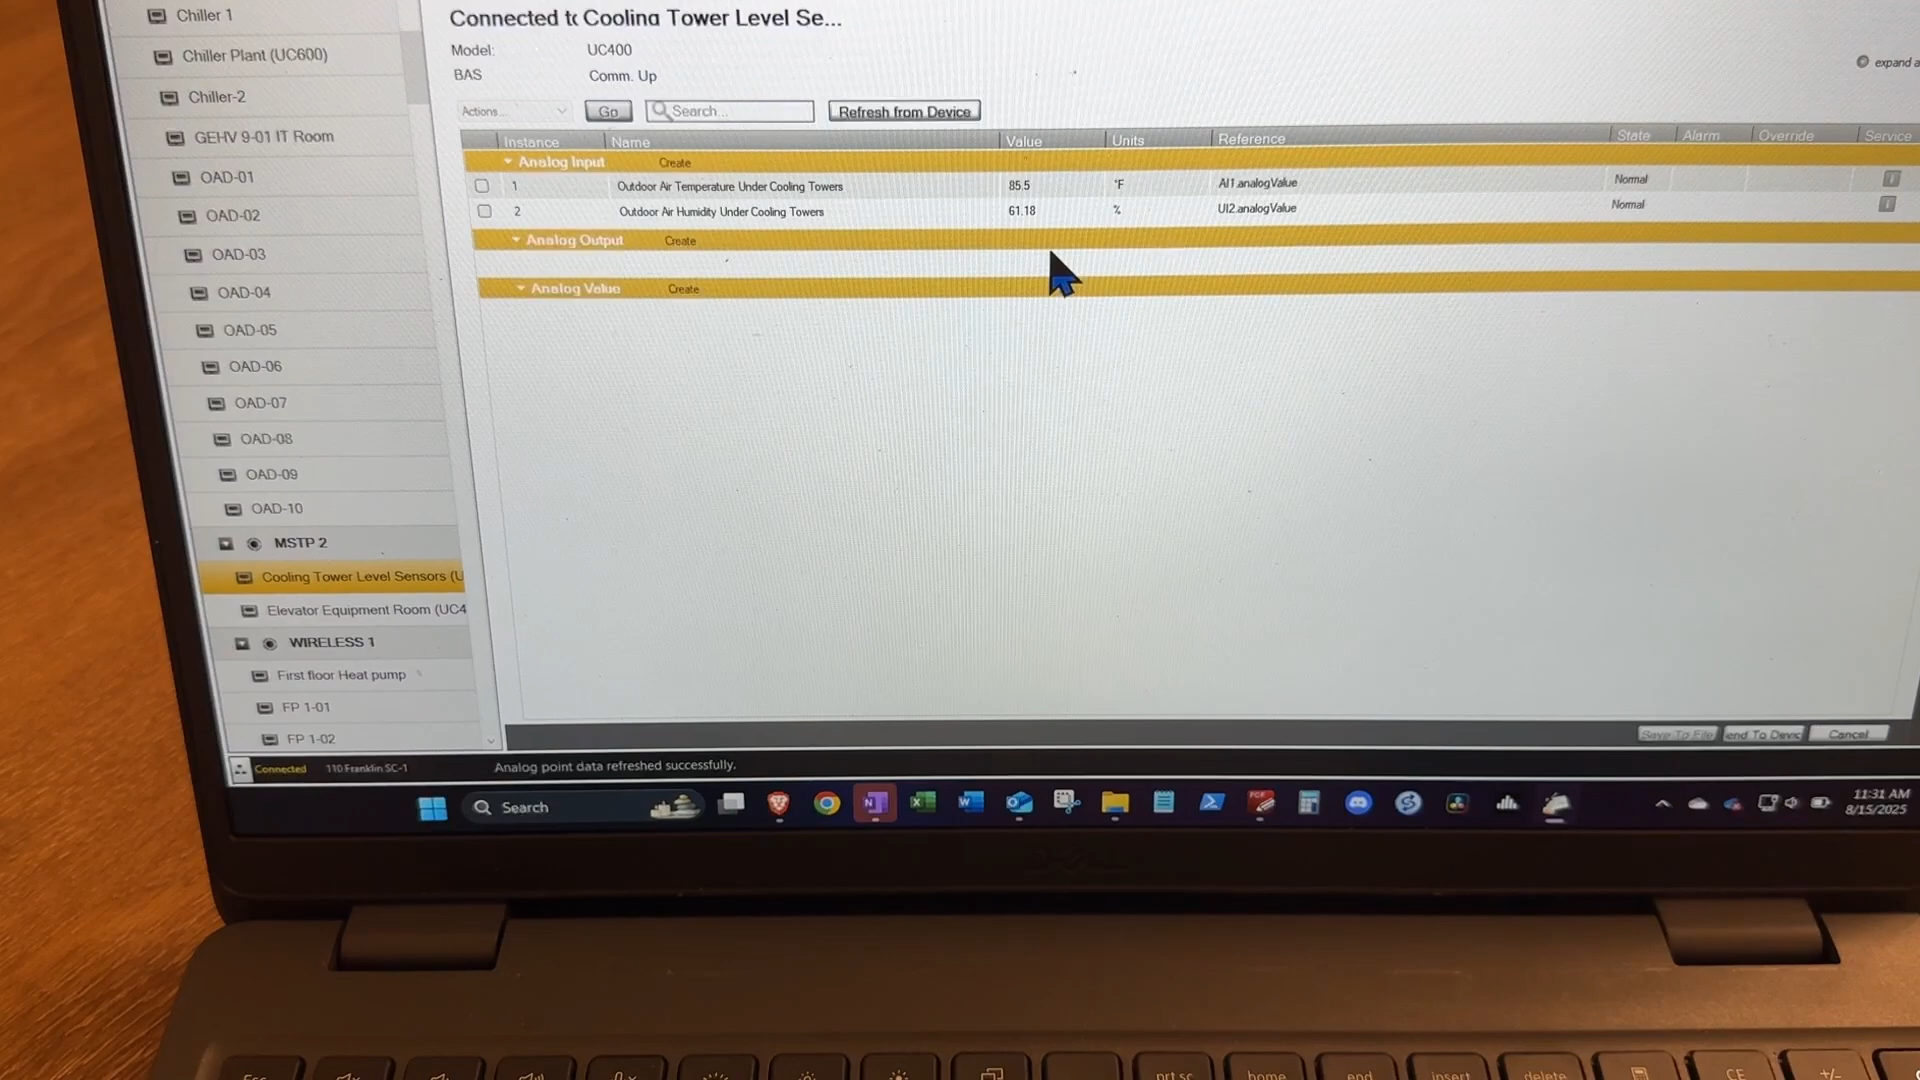 Chiller 1
Chiller Plant (UC600)
Chiller-2
GEHV 9-01 IT Room
OAD-01
OAD-02
OAD-03
OAD-04
OAD-05
OAD-06
OAD-07
OAD-08
OAD-09
OAD-10
MSTP 2
Cooling Tower Level Sensors (U
Elevator Equipment Room (UC4
WIRELESS 1
First floor Heat pump
FP 1-01
FP 1-02
Connected to Cooling Tower Level Se...
Model: UC400
BAS Comm. Up
expand a
Actions... Go Search... Refresh from Device
Instance Name Value Units Reference State Alarm Override Service
Analog Input Create
1 Outdoor Air Temperature Under Cooling Towers 85.5 °F AI1.analogValue Normal
2 Outdoor Air Humidity Under Cooling Towers 61.18 % UI2.analogValue Normal
Analog Output Create
Analog Value Create
Save To File end To Devic Cancel
Connected 110 Franklin SC-1 Analog point data refreshed successfully.
Search
11:31 AM
8/15/2025
DELL
Esc
prt sc home end insert delete CE +/-